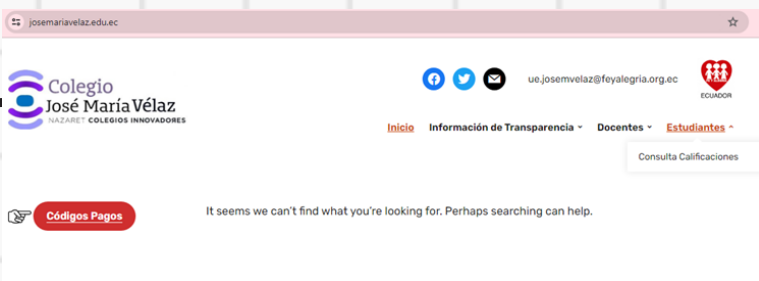 josemariavelaz.edu.ec
Colegio
José María Vélaz
NAZARET COLEGIOS INNOVADORES
ue.josemvelaz@feyalegria.org.ec
ECUADOR
Inicio Información de Transparencia Docentes Estudiantes
Consulta Calificaciones
Códigos Pagos
It seems we can't find what you're looking for. Perhaps searching can help.